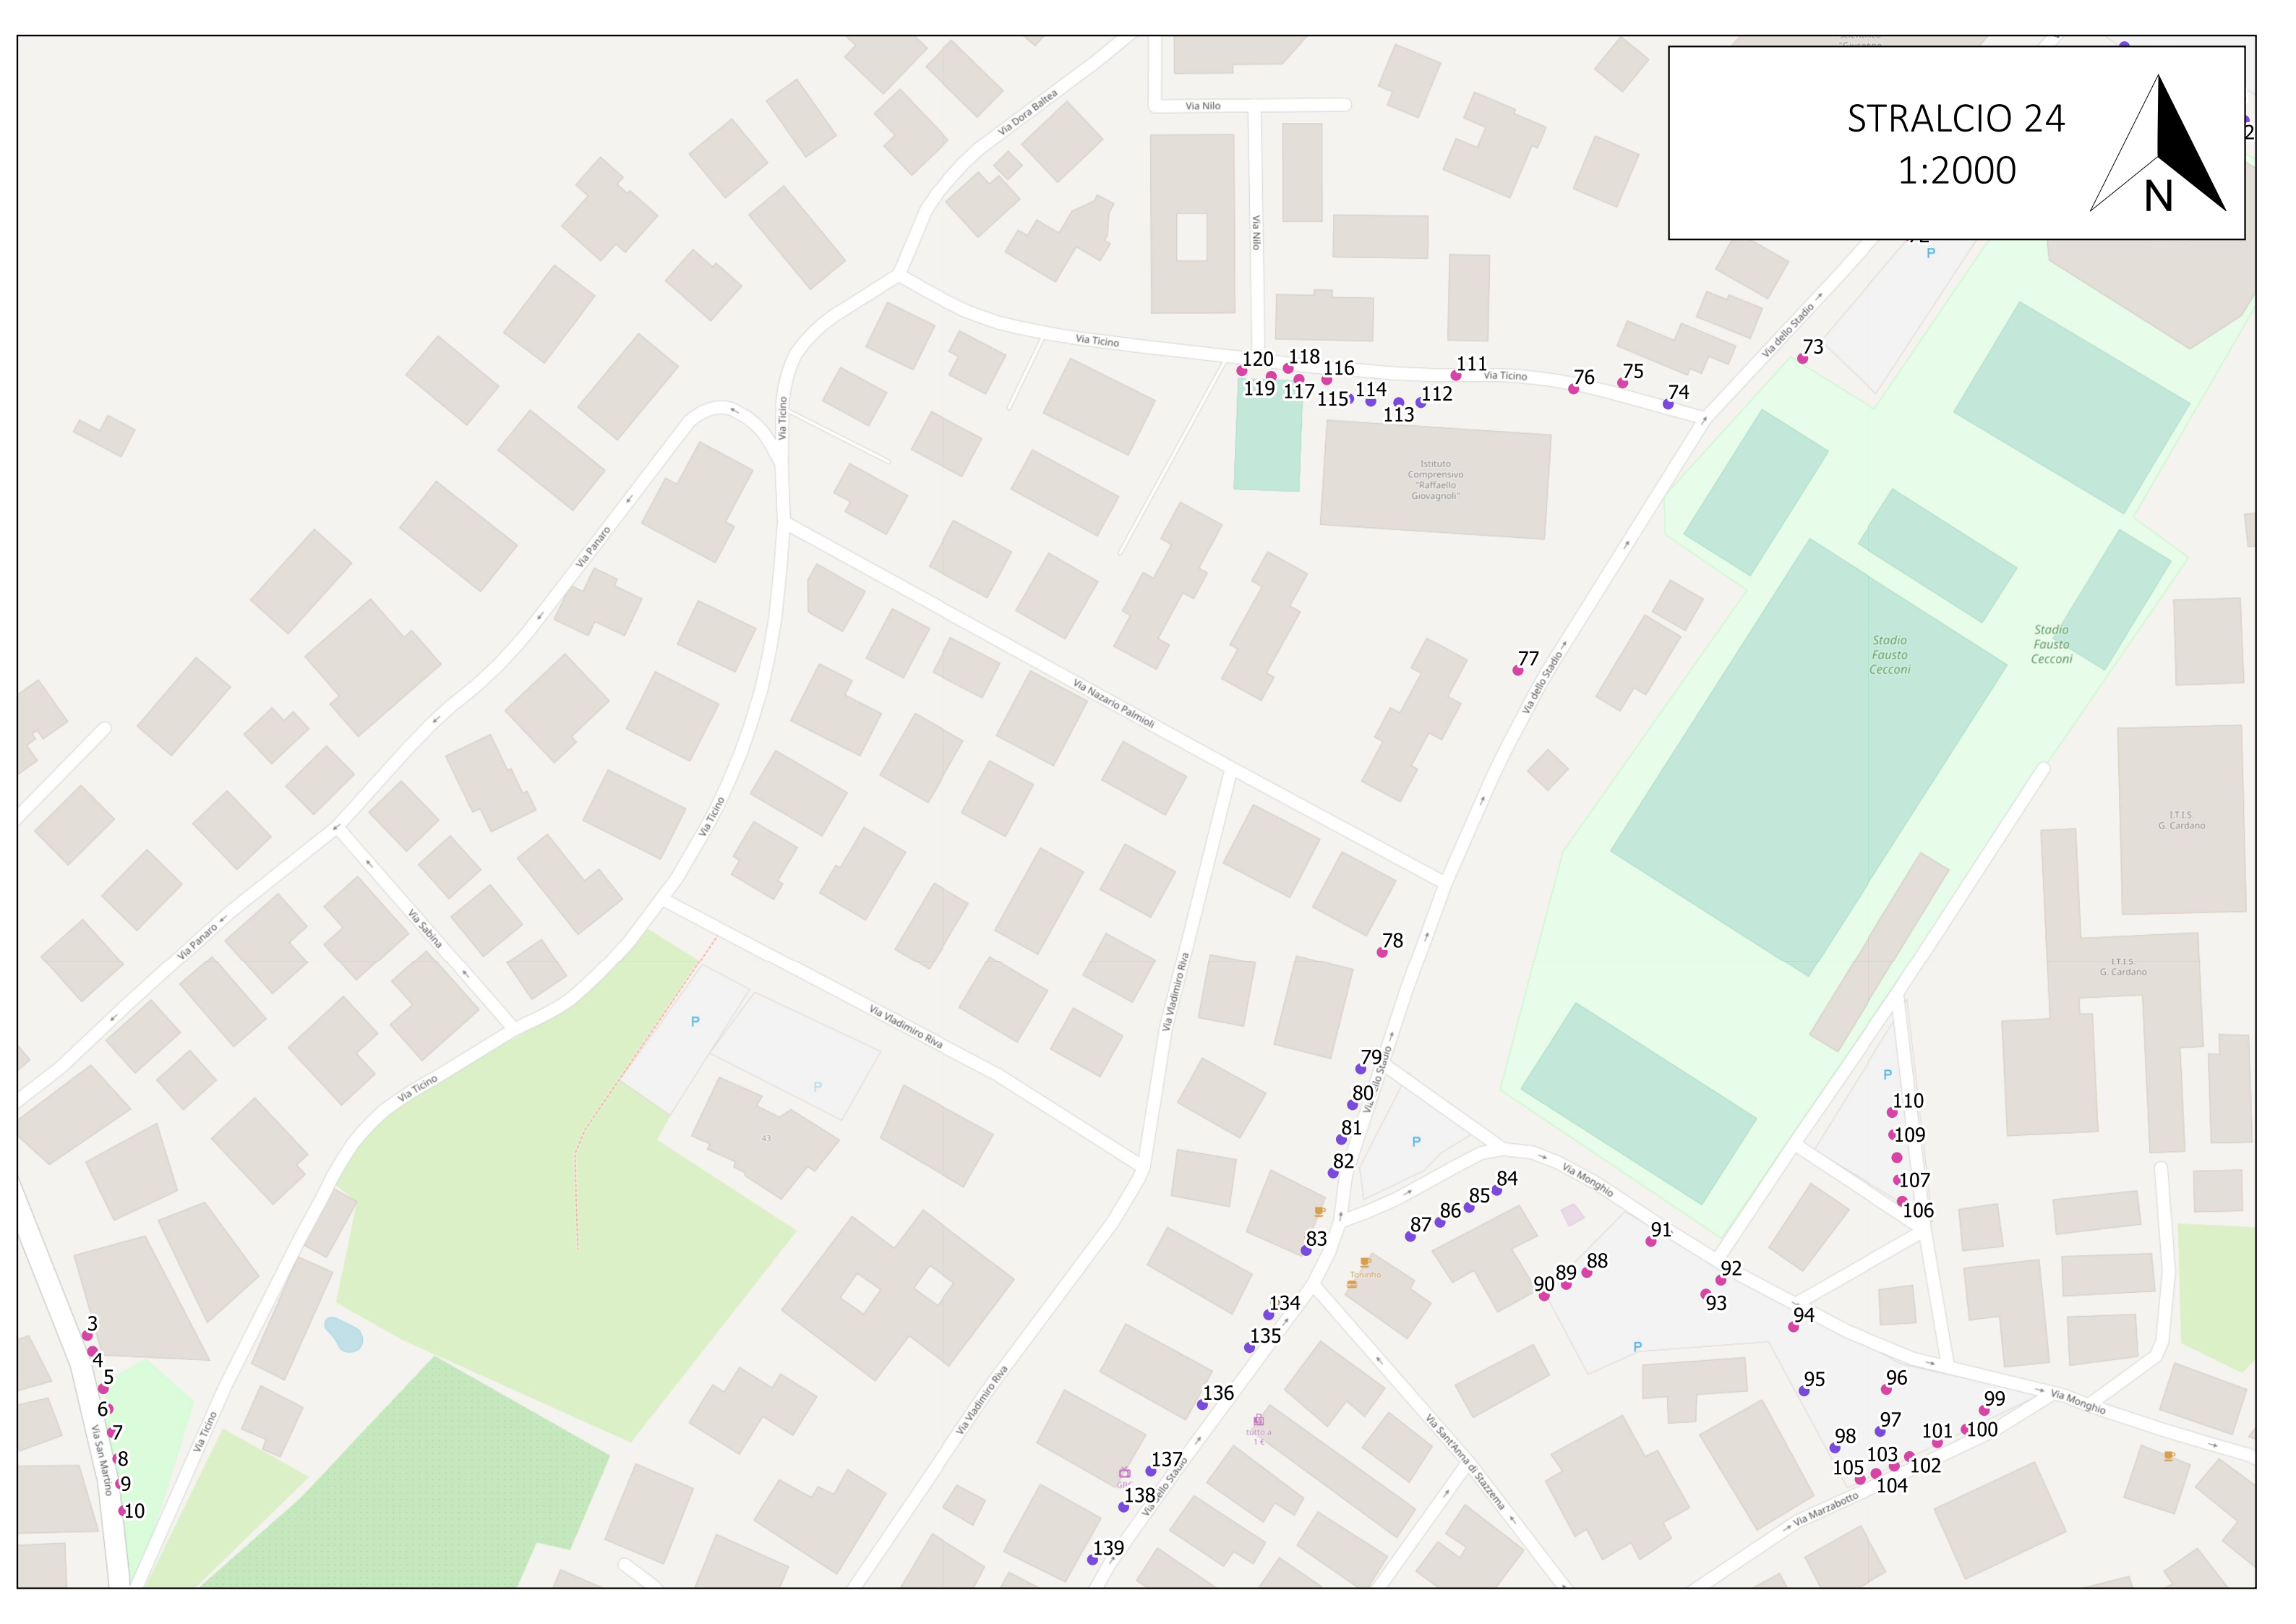 STRALCIO 24
1:2000
N
2
P
Via Dora Baltea
Via Nilo
Via Nilo
Via Ticino
Via Ticino
Via Ticino
Via dello Stadio
73
120
118
116
111
119
117
115
114
113
112
76
75
74
Istituto
Comprensivo
"Raffaello
Giovagnoli"
Via Panaro
Stadio
Fausto
Cecconi
Stadio
Fausto
Cecconi
77
Via dello Stadio
Via Nazario Palmioli
Via Ticino
I.T.I.S.
G. Cardano
I.T.I.S.
G. Cardano
Via Sabina
Via Panaro
78
Via Vladimiro Riva
Via Vladimiro Riva
P
P
P
P
79
80
81
82
83
Via Ticino
43
110
109
107
106
84
85
86
87
Via Monghio
91
88
89
90
92
93
94
P
Toninho
134
135
136
137
138
139
tutto a
1 €
Via Vladimiro Riva
Via Sant'Anna di Stazzema
95
96
97
98
99
100
101
102
103
104
105
Via Monghio
Via Marzabotto
3
4
5
6
7
8
9
10
Via San Martino
Via Ticino